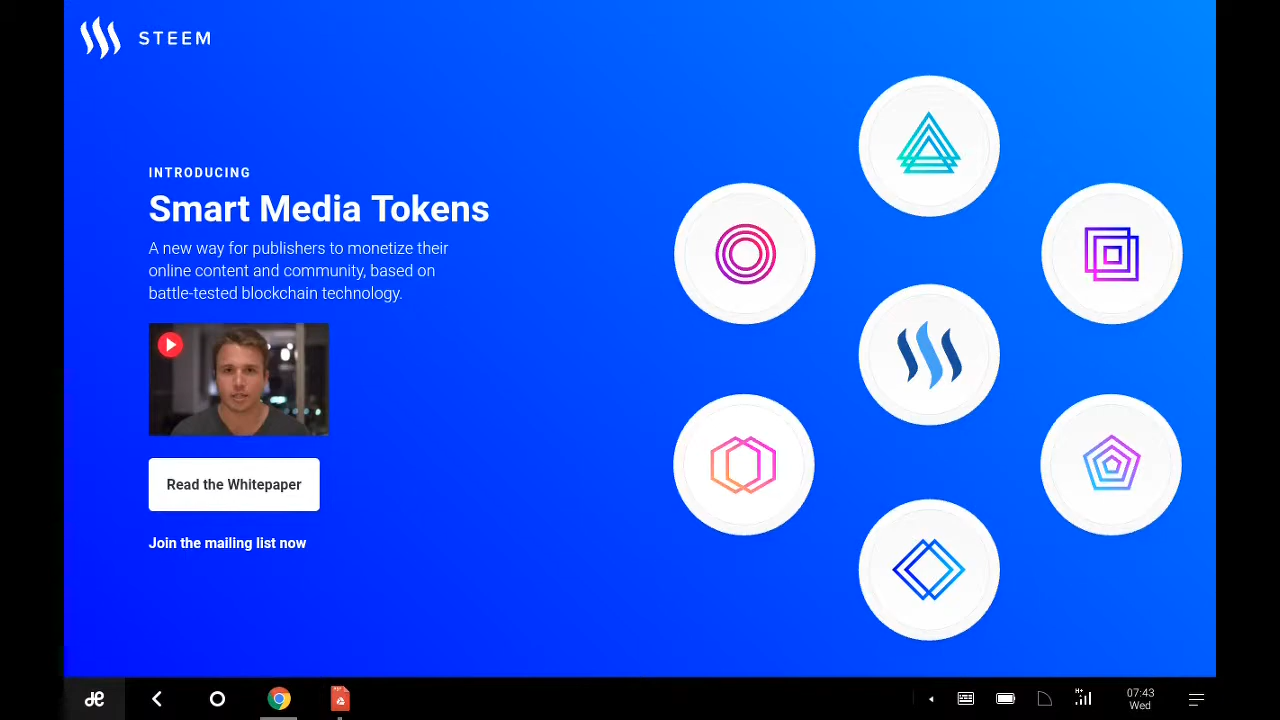 STEEM
INTRODUCING
Smart Media Tokens
A new way for publishers to monetize their
online content and community, based on
battle-tested blockchain technology.
Read the Whitepaper
Join the mailing list now
H+
07:43
Wed